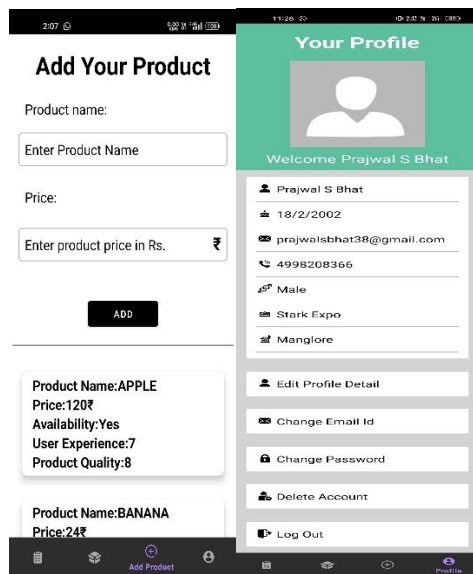 2:07
Add Your Product
Product name:
Enter Product Name
Price:
Enter product price in Rs. ₹
ADD
Product Name:APPLE
Price:120₹
Availability:Yes
User Experience:7
Product Quality:8
Product Name:BANANA
Price:24₹
Add Product
11:28
Your Profile
Welcome Prajwal S Bhat
Prajwal S Bhat
18/2/2002
prajwalsbhat38@gmail.com
4998208366
Male
Stark Expo
Manglore
Edit Profile Detail
Change Email Id
Change Password
Delete Account
Log Out
Profile